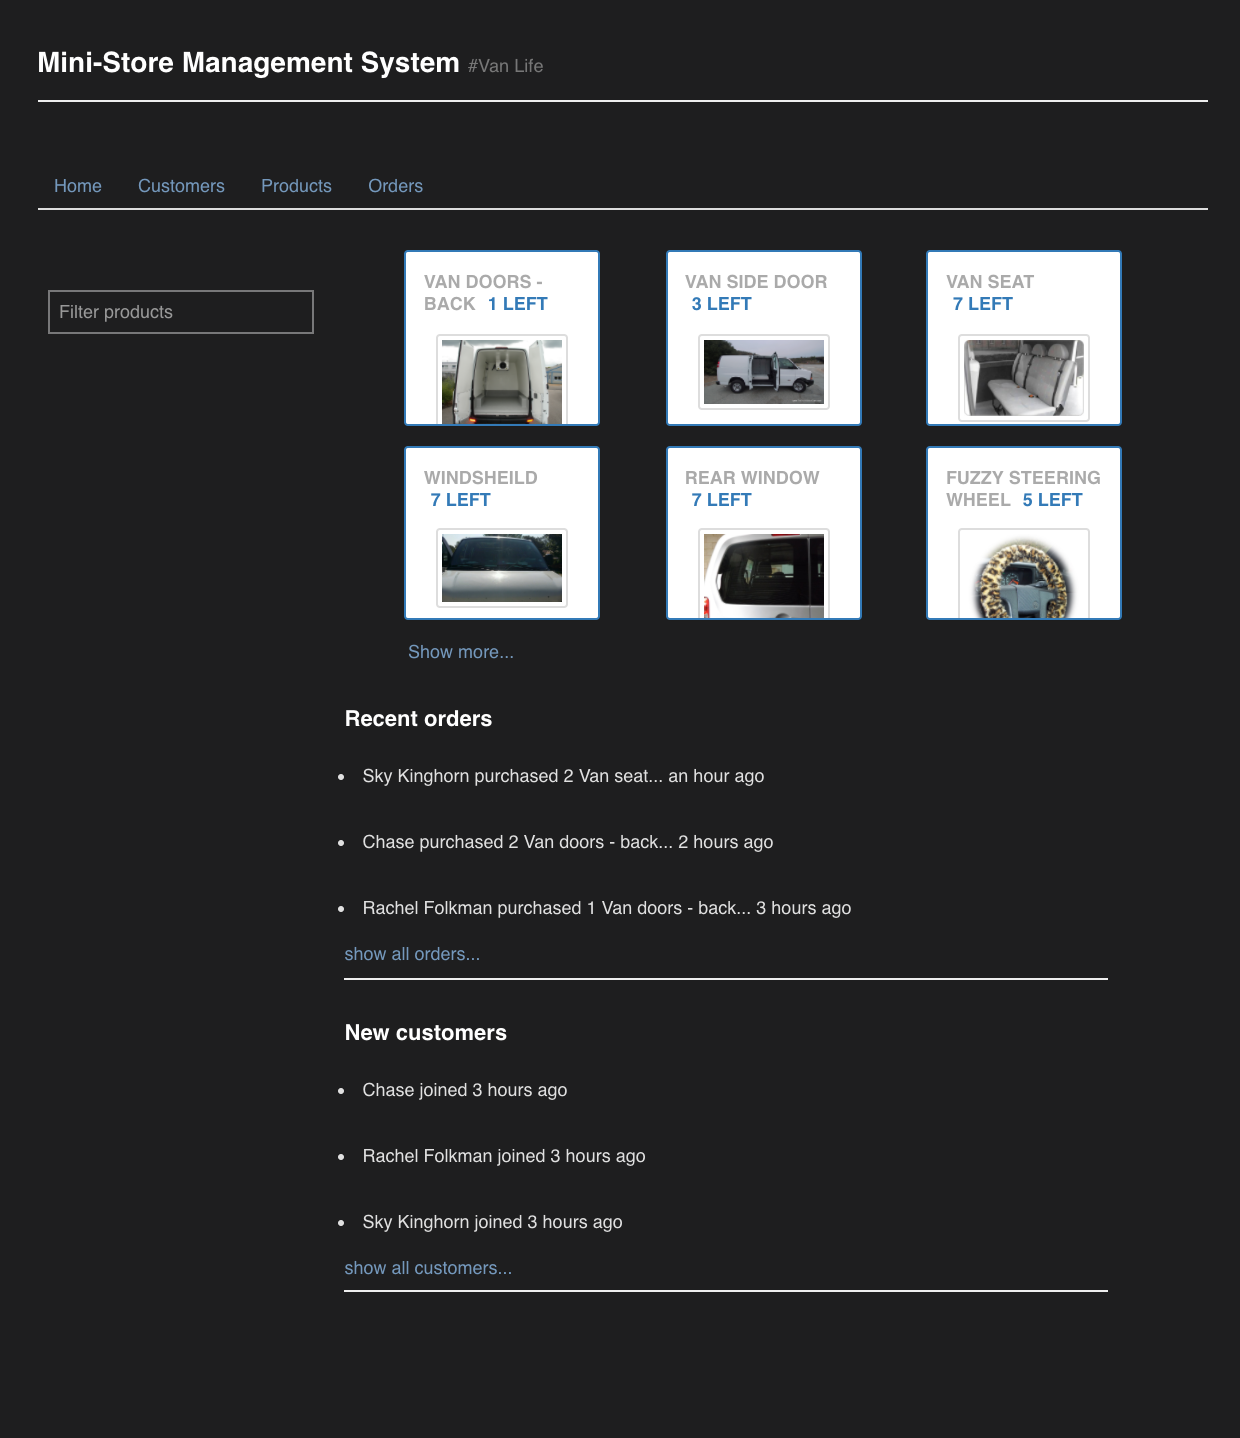 Mini-Store Management System #Van Life
Home Customers Products Orders
Filter products
VAN DOORS -
BACK 1 LEFT
VAN SIDE DOOR
3 LEFT
VAN SEAT
7 LEFT
WINDSHEILD
7 LEFT
REAR WINDOW
7 LEFT
FUZZY STEERING
WHEEL 5 LEFT
Show more...
Recent orders
Sky Kinghorn purchased 2 Van seat... an hour ago
Chase purchased 2 Van doors - back... 2 hours ago
Rachel Folkman purchased 1 Van doors - back... 3 hours ago
show all orders...
New customers
Chase joined 3 hours ago
Rachel Folkman joined 3 hours ago
Sky Kinghorn joined 3 hours ago
show all customers...